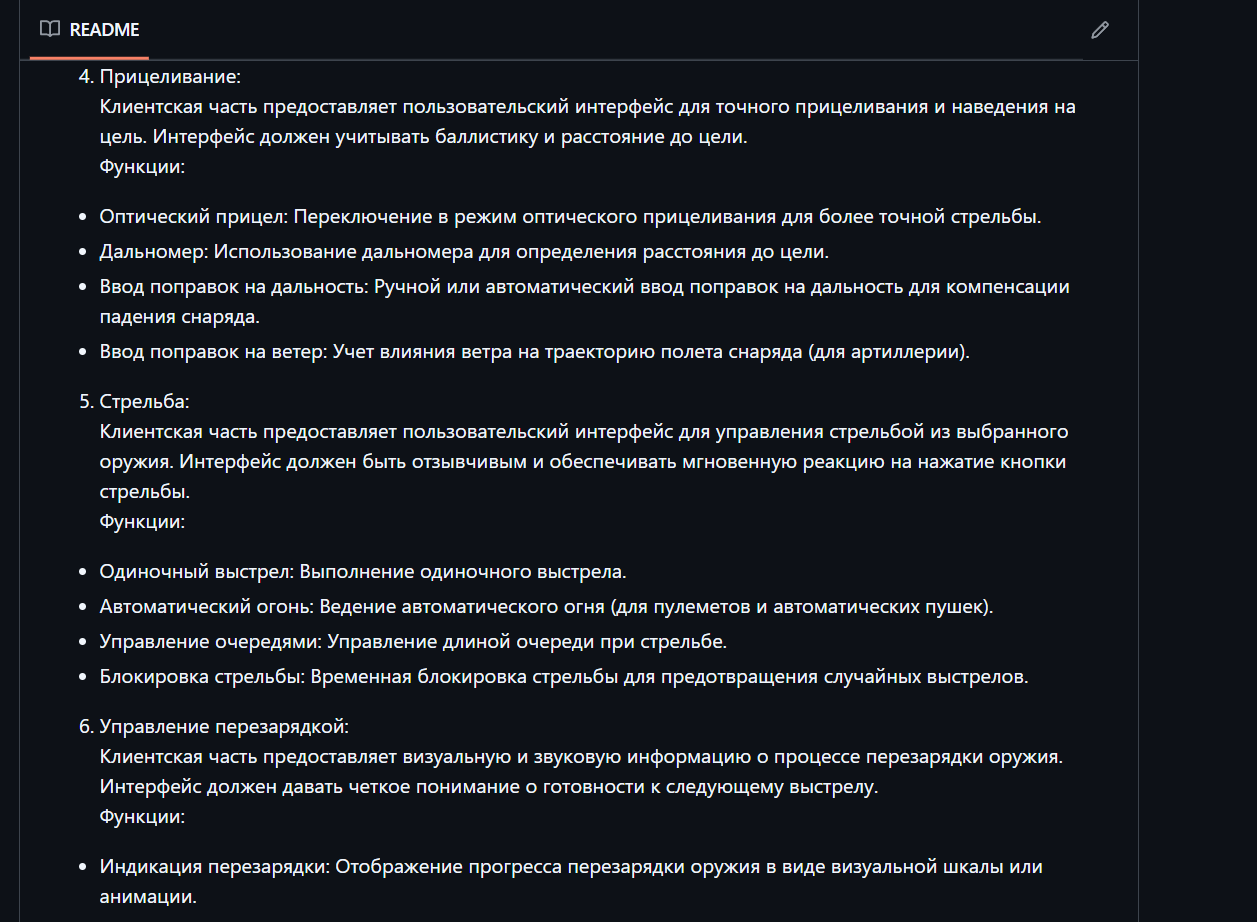 README
4. Прицеливание:
Клиентская часть предоставляет пользовательский интерфейс для точного прицеливания и наведения на
цель. Интерфейс должен учитывать баллистику и расстояние до цели.
Функции:
• Оптический прицел: Переключение в режим оптического прицеливания для более точной стрельбы.
• Дальномер: Использование дальномера для определения расстояния до цели.
• Ввод поправок на дальность: Ручной или автоматический ввод поправок на дальность для компенсации
падения снаряда.
• Ввод поправок на ветер: Учет влияния ветра на траекторию полета снаряда (для артиллерии).
5. Стрельба:
Клиентская часть предоставляет пользовательский интерфейс для управления стрельбой из выбранного
оружия. Интерфейс должен быть отзывчивым и обеспечивать мгновенную реакцию на нажатие кнопки
стрельбы.
Функции:
• Одиночный выстрел: Выполнение одиночного выстрела.
• Автоматический огонь: Ведение автоматического огня (для пулеметов и автоматических пушек).
• Управление очередями: Управление длиной очереди при стрельбе.
• Блокировка стрельбы: Временная блокировка стрельбы для предотвращения случайных выстрелов.
6. Управление перезарядкой:
Клиентская часть предоставляет визуальную и звуковую информацию о процессе перезарядки оружия.
Интерфейс должен давать четкое понимание о готовности к следующему выстрелу.
Функции:
• Индикация перезарядки: Отображение прогресса перезарядки оружия в виде визуальной шкалы или
анимации.